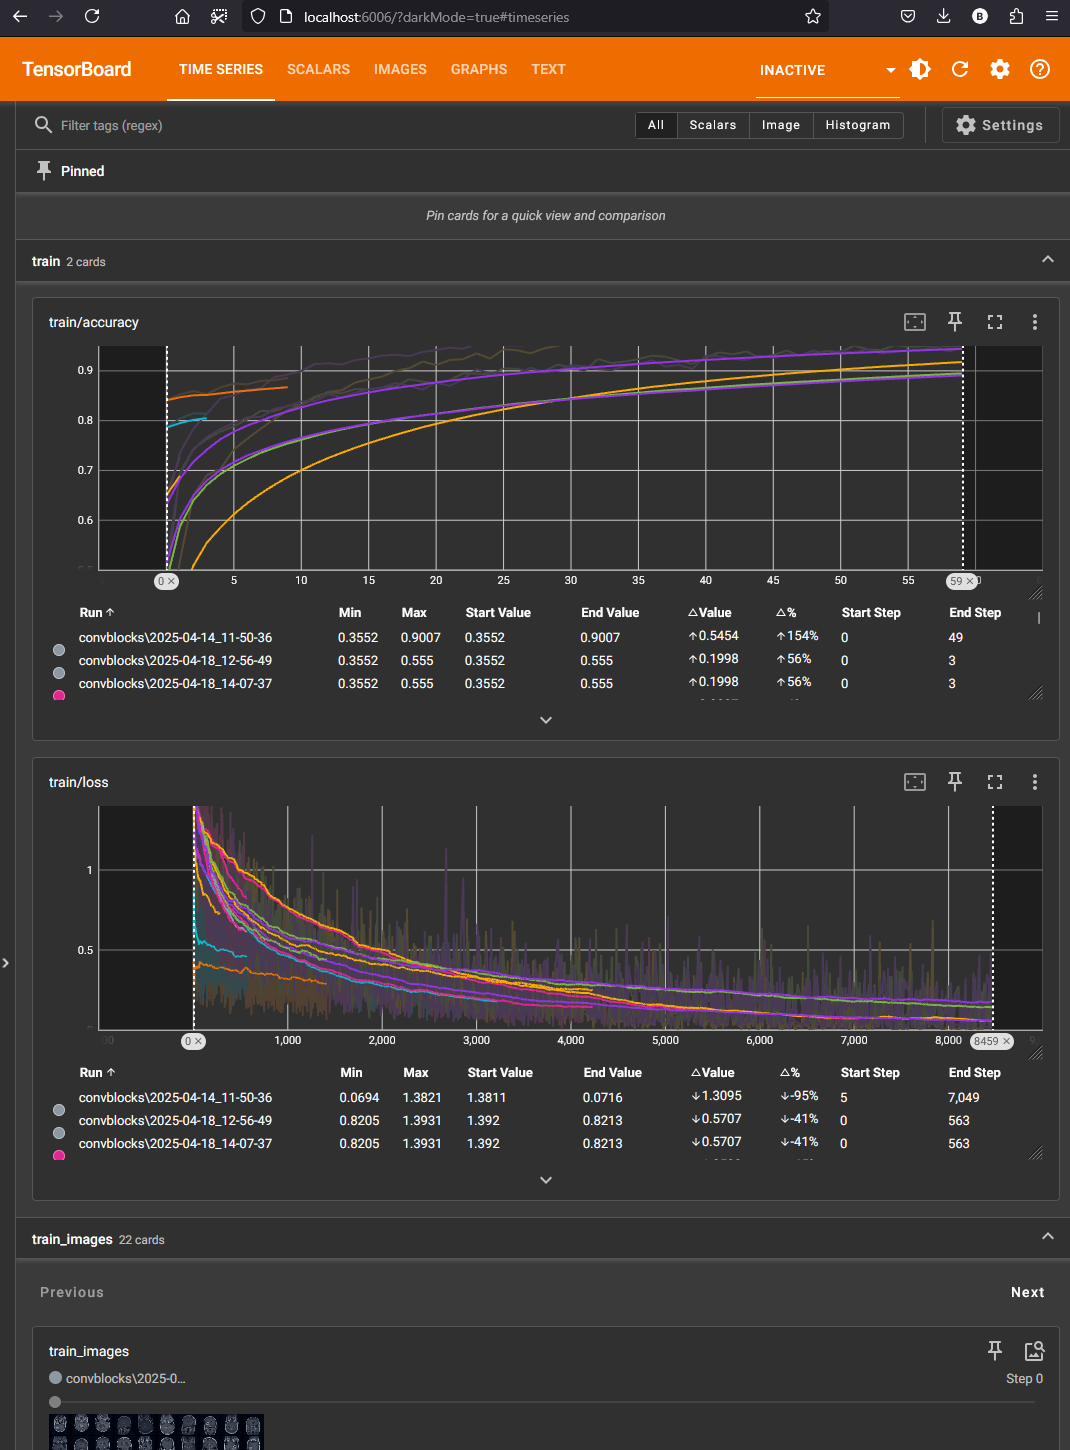 localhost:6006/?darkMode=true#timeseries
TensorBoard TIME SERIES SCALARS IMAGES GRAPHS TEXT INACTIVE
Filter tags (regex) All Scalars Image Histogram Settings
Pinned
Pin cards for a quick view and comparison
train 2 cards
train/accuracy
0.9
0.8
0.7
0.6
0 × 5 10 15 20 25 30 35 40 45 50 55 59 ×
Run ↑ Min Max Start Value End Value △Value △% Start Step End Step
convblocks\2025-04-14_11-50-36 0.3552 0.9007 0.3552 0.9007 ↑0.5454 ↑154% 0 49
convblocks\2025-04-18_12-56-49 0.3552 0.555 0.3552 0.555 ↑0.1998 ↑56% 0 3
convblocks\2025-04-18_14-07-37 0.3552 0.555 0.3552 0.555 ↑0.1998 ↑56% 0 3
train/loss
1
0.5
0 × 1,000 2,000 3,000 4,000 5,000 6,000 7,000 8,000 8459 ×
Run ↑ Min Max Start Value End Value △Value △% Start Step End Step
convblocks\2025-04-14_11-50-36 0.0694 1.3821 1.3811 0.0716 ↓1.3095 ↓-95% 5 7,049
convblocks\2025-04-18_12-56-49 0.8205 1.3931 1.392 0.8213 ↓0.5707 ↓-41% 0 563
convblocks\2025-04-18_14-07-37 0.8205 1.3931 1.392 0.8213 ↓0.5707 ↓-41% 0 563
train_images 22 cards
Previous Next
train_images
convblocks\2025-0... Step 0